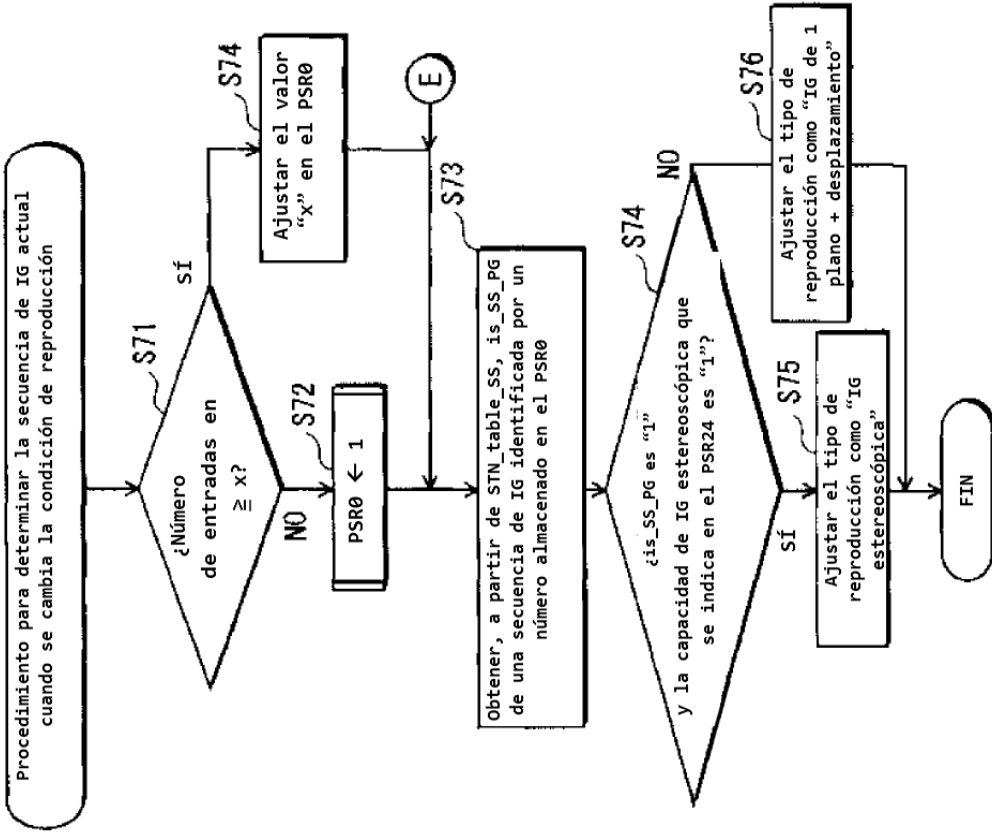 Procedimiento para determinar la secuencia de IG actual
cuando se cambia la condición de reproducción
S71
¿Número
de entradas en
≧ x?
SÍ
NO
S74
Ajustar el valor
“x” en el PSR0
S72
PSR0 ← 1
E
S73
Obtener, a partir de STN_table_SS, is_SS_PG
de una secuencia de IG identificada por un
número almacenado en el PSR0
S74
¿is_SS_PG es “1”
y la capacidad de IG estereoscópica que
se indica en el PSR24 es “1”?
NO
SÍ
S75
Ajustar el tipo de
reproducción como “IG
estereoscópica”
S76
Ajustar el tipo de
reproducción como “IG de 1
plano + desplazamiento”
FIN